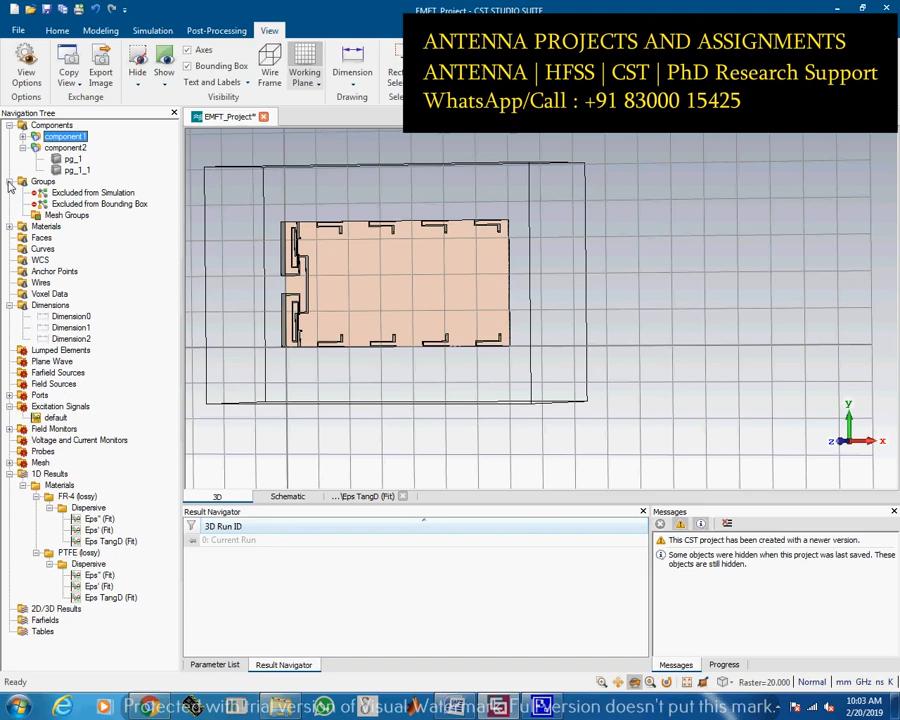 EMFT_Project - CST STUDIO SUITE
ANTENNA PROJECTS AND ASSIGNMENTS
ANTENNA | HFSS | CST | PhD Research Support
WhatsApp/Call : +91 83000 15425
File Home Modeling Simulation Post-Processing View
View Options
Copy View
Export Image
Hide
Show
Axes
Bounding Box
Text and Labels
Wire Frame
Working Plane
Dimension
Options Exchange Visibility Drawing
Navigation Tree
EMFT_Project*
Components
component1
component2
pg_1
pg_1_1
Groups
Excluded from Simulation
Excluded from Bounding Box
Mesh Groups
Materials
Faces
Curves
WCS
Anchor Points
Wires
Voxel Data
Dimensions
Dimension0
Dimension1
Dimension2
Lumped Elements
Plane Wave
Farfield Sources
Field Sources
Ports
Excitation Signals
default
Field Monitors
Voltage and Current Monitors
Probes
Mesh
1D Results
Materials
FR-4 (lossy)
Dispersive
Eps" (Fit)
Eps' (Fit)
Eps TangD (Fit)
PTFE (lossy)
Dispersive
Eps" (Fit)
Eps' (Fit)
Eps TangD (Fit)
2D/3D Results
Farfields
Tables
y
z x
3D Schematic ...\Eps TangD (Fit)
Result Navigator
3D Run ID
0: Current Run
Parameter List Result Navigator
Messages
This CST project has been created with a newer version.
Some objects were hidden when this project was last saved. These objects are still hidden.
Messages Progress
Ready
Raster=20.000 Normal mm GHz ns K
Protected with trial version of Visual Watermark. Full version doesn't put this mark.
10:03 AM
2/20/2019